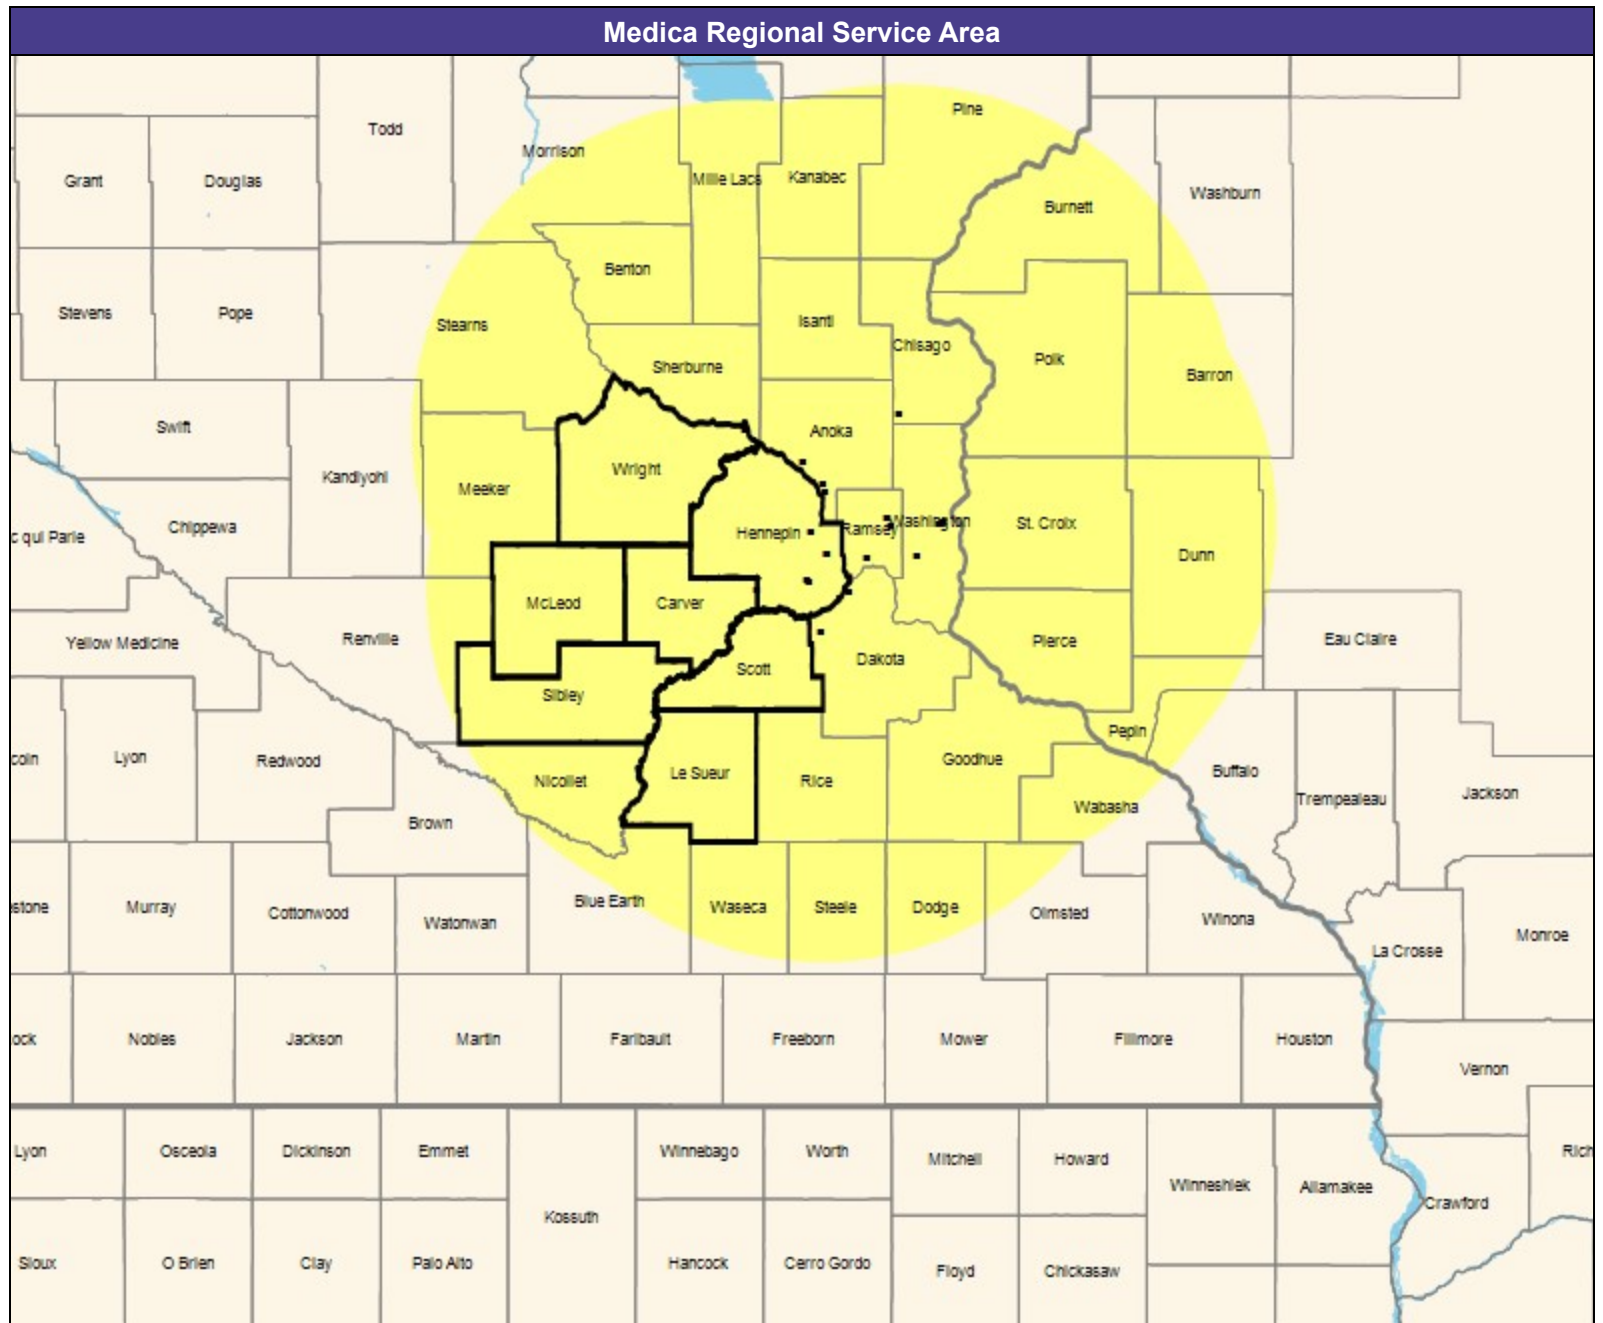 Medica Regional Service Area
Pine
Todd
Morrison
Mille Lacs
Kanabec
Grant
Douglas
Washburn
Burnett
Benton
Stevens
Pope
Stearns
Isanti
Chisago
Polk
Sherburne
Barron
Swift
Anoka
Wright
Kandiyohi
Meeker
Chippewa
Hennepin
Ramsey
Washington
St. Croix
c qui Parle
Dunn
McLeod
Carver
Yellow Medicine
Renville
Pierce
Eau Claire
Scott
Dakota
Sibley
Pepin
coln
Lyon
Redwood
Nicollet
Le Sueur
Rice
Goodhue
Buffalo
Trempealeau
Jackson
Brown
Wabasha
stone
Murray
Cottonwood
Watonwan
Blue Earth
Waseca
Steele
Dodge
Olmsted
Winona
La Crosse
Monroe
ock
Nobles
Jackson
Martin
Faribault
Freeborn
Mower
Fillmore
Houston
Vernon
Lyon
Osceola
Dickinson
Emmet
Winnebago
Worth
Mitchell
Howard
Rich
Winneshiek
Allamakee
Crawford
Kossuth
Sioux
O Brien
Clay
Palo Alto
Hancock
Cerro Gordo
Floyd
Chickasaw